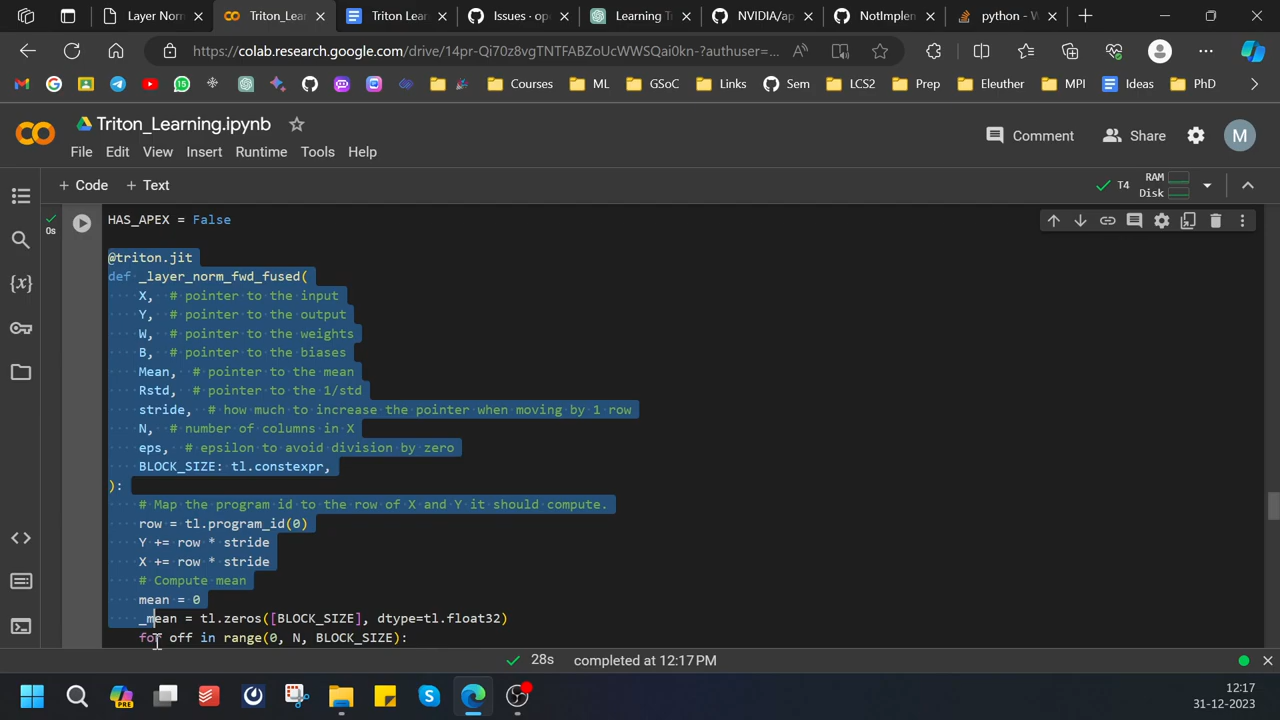 Layer Norm
Triton_Lear
Triton Lear
Issues · ope
Learning Tr
NVIDIA/ap
NotImplen
python - W
https://colab.research.google.com/drive/14pr-Qi70z8vgTNTFABZoUcWWSQai0kn-?authuser=...
Courses
ML
GSoC
Links
Sem
LCS2
Prep
Eleuther
MPI
Ideas
PhD
Triton_Learning.ipynb
Comment
Share
M
File Edit View Insert Runtime Tools Help
+ Code + Text
T4
RAM
Disk
0s
HAS_APEX = False
@triton.jit
def _layer_norm_fwd_fused(
X, # pointer to the input
Y, # pointer to the output
W, # pointer to the weights
B, # pointer to the biases
Mean, # pointer to the mean
Rstd, # pointer to the 1/std
stride, # how much to increase the pointer when moving by 1 row
N, # number of columns in X
eps, # epsilon to avoid division by zero
BLOCK_SIZE: tl.constexpr,
):
# Map the program id to the row of X and Y it should compute.
row = tl.program_id(0)
Y += row * stride
X += row * stride
# Compute mean
mean = 0
_mean = tl.zeros([BLOCK_SIZE], dtype=tl.float32)
for off in range(0, N, BLOCK_SIZE):
28s completed at 12:17 PM
PRE
12:17
31-12-2023